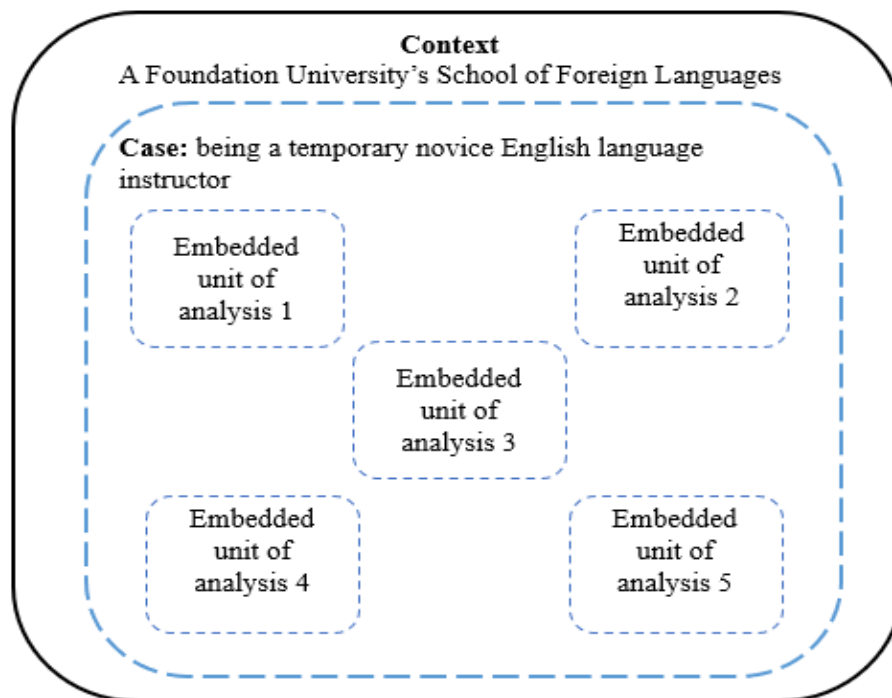 Context
A Foundation University’s School of Foreign Languages
Case: being a temporary novice English language
instructor
Embedded
unit of
analysis 1
Embedded
unit of
analysis 2
Embedded
unit of
analysis 3
Embedded
unit of
analysis 4
Embedded
unit of
analysis 5